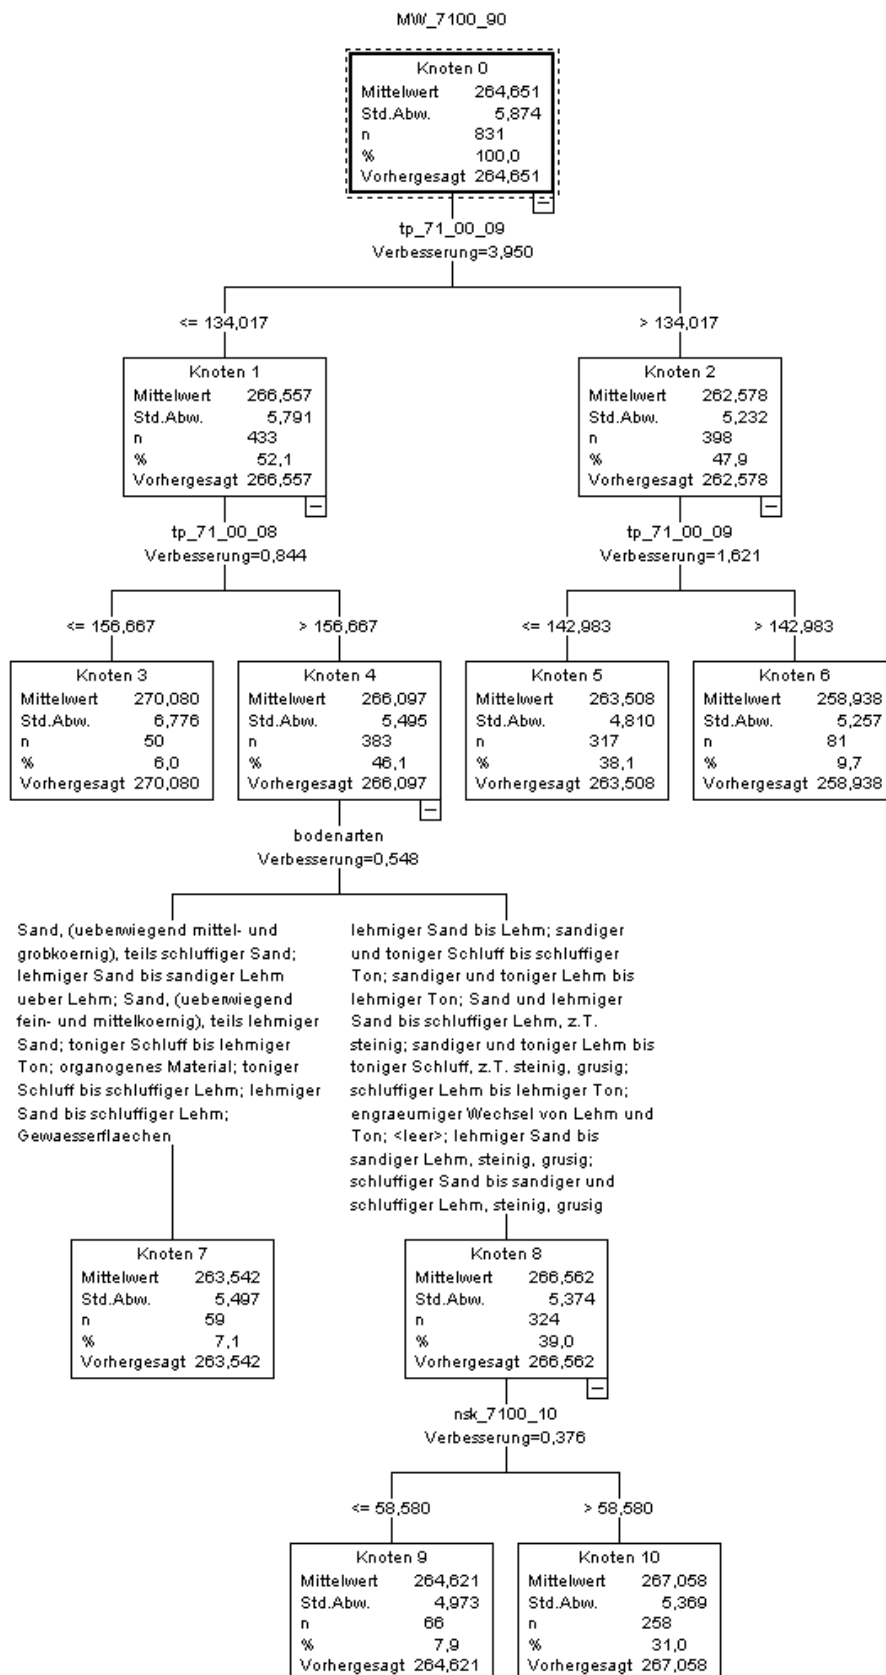 MW_7100_90
Knoten 0
Mittelwert 264,651
Std.Abw. 5,874
n 831
% 100,0
Vorhergesagt 264,651
tp_71_00_09
Verbesserung=3,950
<= 134,017
> 134,017
Knoten 1
Mittelwert 266,557
Std.Abw. 5,791
n 433
% 52,1
Vorhergesagt 266,557
Knoten 2
Mittelwert 262,578
Std.Abw. 5,232
n 398
% 47,9
Vorhergesagt 262,578
tp_71_00_08
Verbesserung=0,844
tp_71_00_09
Verbesserung=1,621
<= 156,667
> 156,667
<= 142,983
> 142,983
Knoten 3
Mittelwert 270,080
Std.Abw. 6,776
n 50
% 6,0
Vorhergesagt 270,080
Knoten 4
Mittelwert 266,097
Std.Abw. 5,495
n 383
% 46,1
Vorhergesagt 266,097
Knoten 5
Mittelwert 263,508
Std.Abw. 4,810
n 317
% 38,1
Vorhergesagt 263,508
Knoten 6
Mittelwert 258,938
Std.Abw. 5,257
n 81
% 9,7
Vorhergesagt 258,938
bodenarten
Verbesserung=0,548
Sand, (ueberwiegend mittel- und
grobkoernig), teils schluffiger Sand;
lehmiger Sand bis sandiger Lehm
ueber Lehm; Sand, (ueberwiegend
fein- und mittelkoernig), teils lehmiger
Sand; toniger Schluff bis lehmiger
Ton; organogenes Material; toniger
Schluff bis schluffiger Lehm; lehmiger
Sand bis schluffiger Lehm;
Gewaesserflaechen
lehmiger Sand bis Lehm; sandiger
und toniger Schluff bis schluffiger
Ton; sandiger und toniger Lehm bis
lehmiger Ton; Sand und lehmiger
Sand bis schluffiger Lehm, z.T.
steinig; sandiger und toniger Lehm bis
toniger Schluff, z.T. steinig, grusig;
schluffiger Lehm bis lehmiger Ton;
engraeumiger Wechsel von Lehm und
Ton; <leer>; lehmiger Sand bis
sandiger Lehm, steinig, grusig;
schluffiger Sand bis sandiger und
schluffiger Lehm, steinig, grusig
Knoten 7
Mittelwert 263,542
Std.Abw. 5,497
n 59
% 7,1
Vorhergesagt 263,542
Knoten 8
Mittelwert 266,562
Std.Abw. 5,374
n 324
% 39,0
Vorhergesagt 266,562
nsk_7100_10
Verbesserung=0,376
<= 58,580
> 58,580
Knoten 9
Mittelwert 264,621
Std.Abw. 4,973
n 66
% 7,9
Vorhergesagt 264,621
Knoten 10
Mittelwert 267,058
Std.Abw. 5,369
n 258
% 31,0
Vorhergesagt 267,058